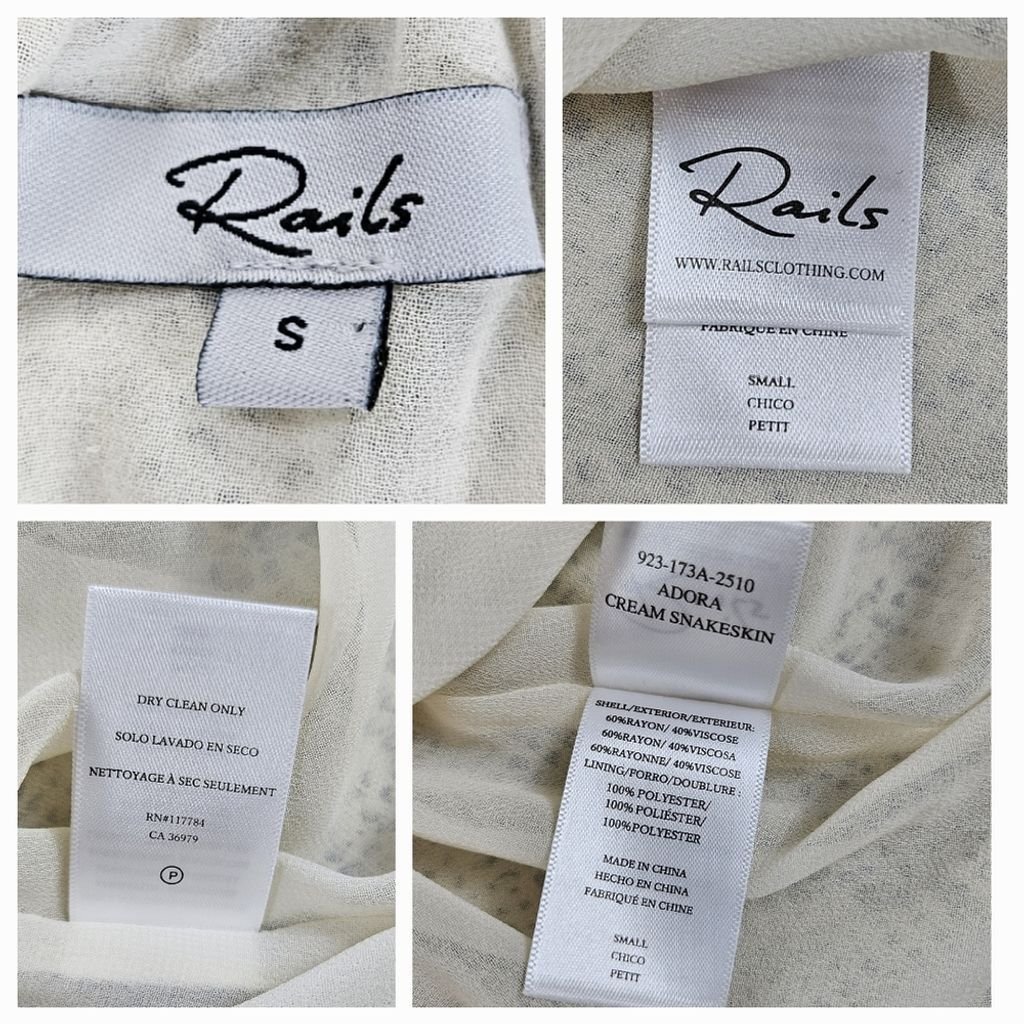 Rails
S
Rails
WWW.RAILSCLOTHING.COM
FABRIQUÉ EN CHINE
SMALL
CHICO
PETIT
DRY CLEAN ONLY
SOLO LAVADO EN SECO
NETTOYAGE À SEC SEULEMENT
RN#117784
CA 36979
P
923-173A-2510
ADORA
CREAM SNAKESKIN
SHELL/EXTERIOR/EXTERIEUR:
60%RAYON/ 40%VISCOSE
60%RAYON/ 40%VISCOSA
60%RAYONNE/ 40%VISCOSE
LINING/FORRO/DOUBLURE :
100% POLYESTER/
100% POLIÉSTER/
100%POLYESTER
MADE IN CHINA
HECHO EN CHINA
FABRIQUÉ EN CHINE
SMALL
CHICO
PETIT